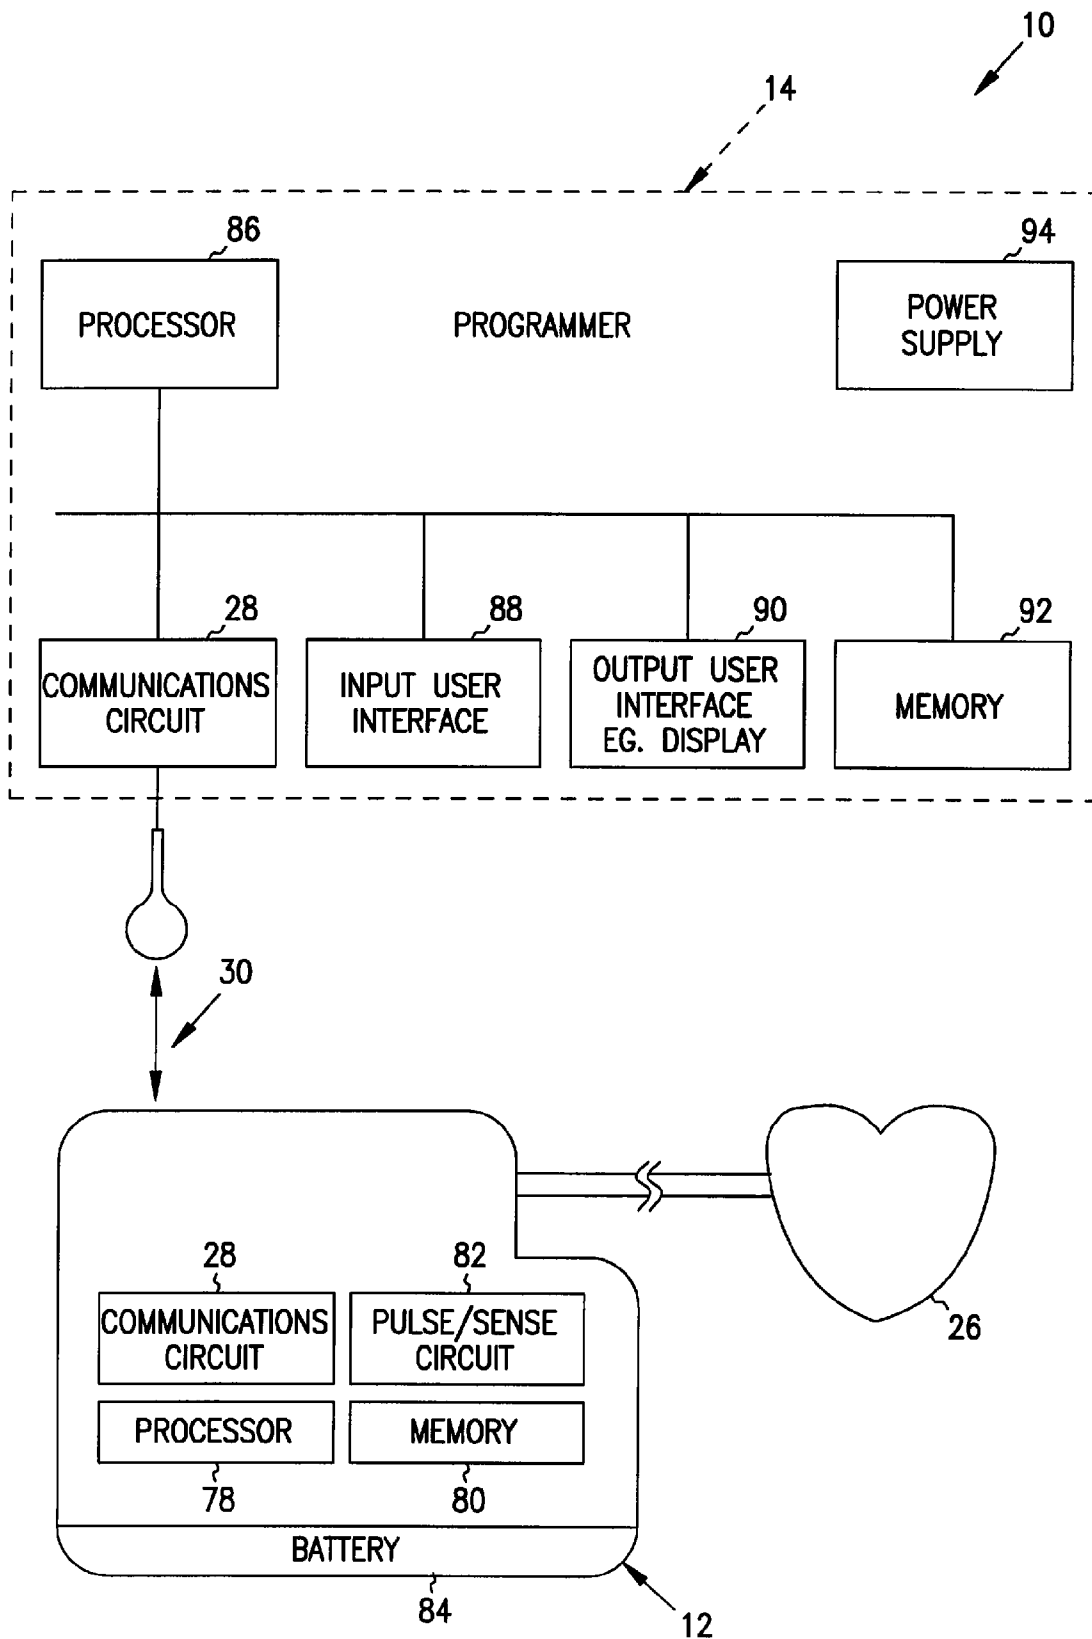 10
14
86
94
PROCESSOR
PROGRAMMER
POWER
SUPPLY
28
88
90
92
COMMUNICATIONS
CIRCUIT
INPUT USER
INTERFACE
OUTPUT USER
INTERFACE
EG. DISPLAY
MEMORY
30
28
82
COMMUNICATIONS
CIRCUIT
PULSE/SENSE
CIRCUIT
26
PROCESSOR
MEMORY
78
80
BATTERY
84
12